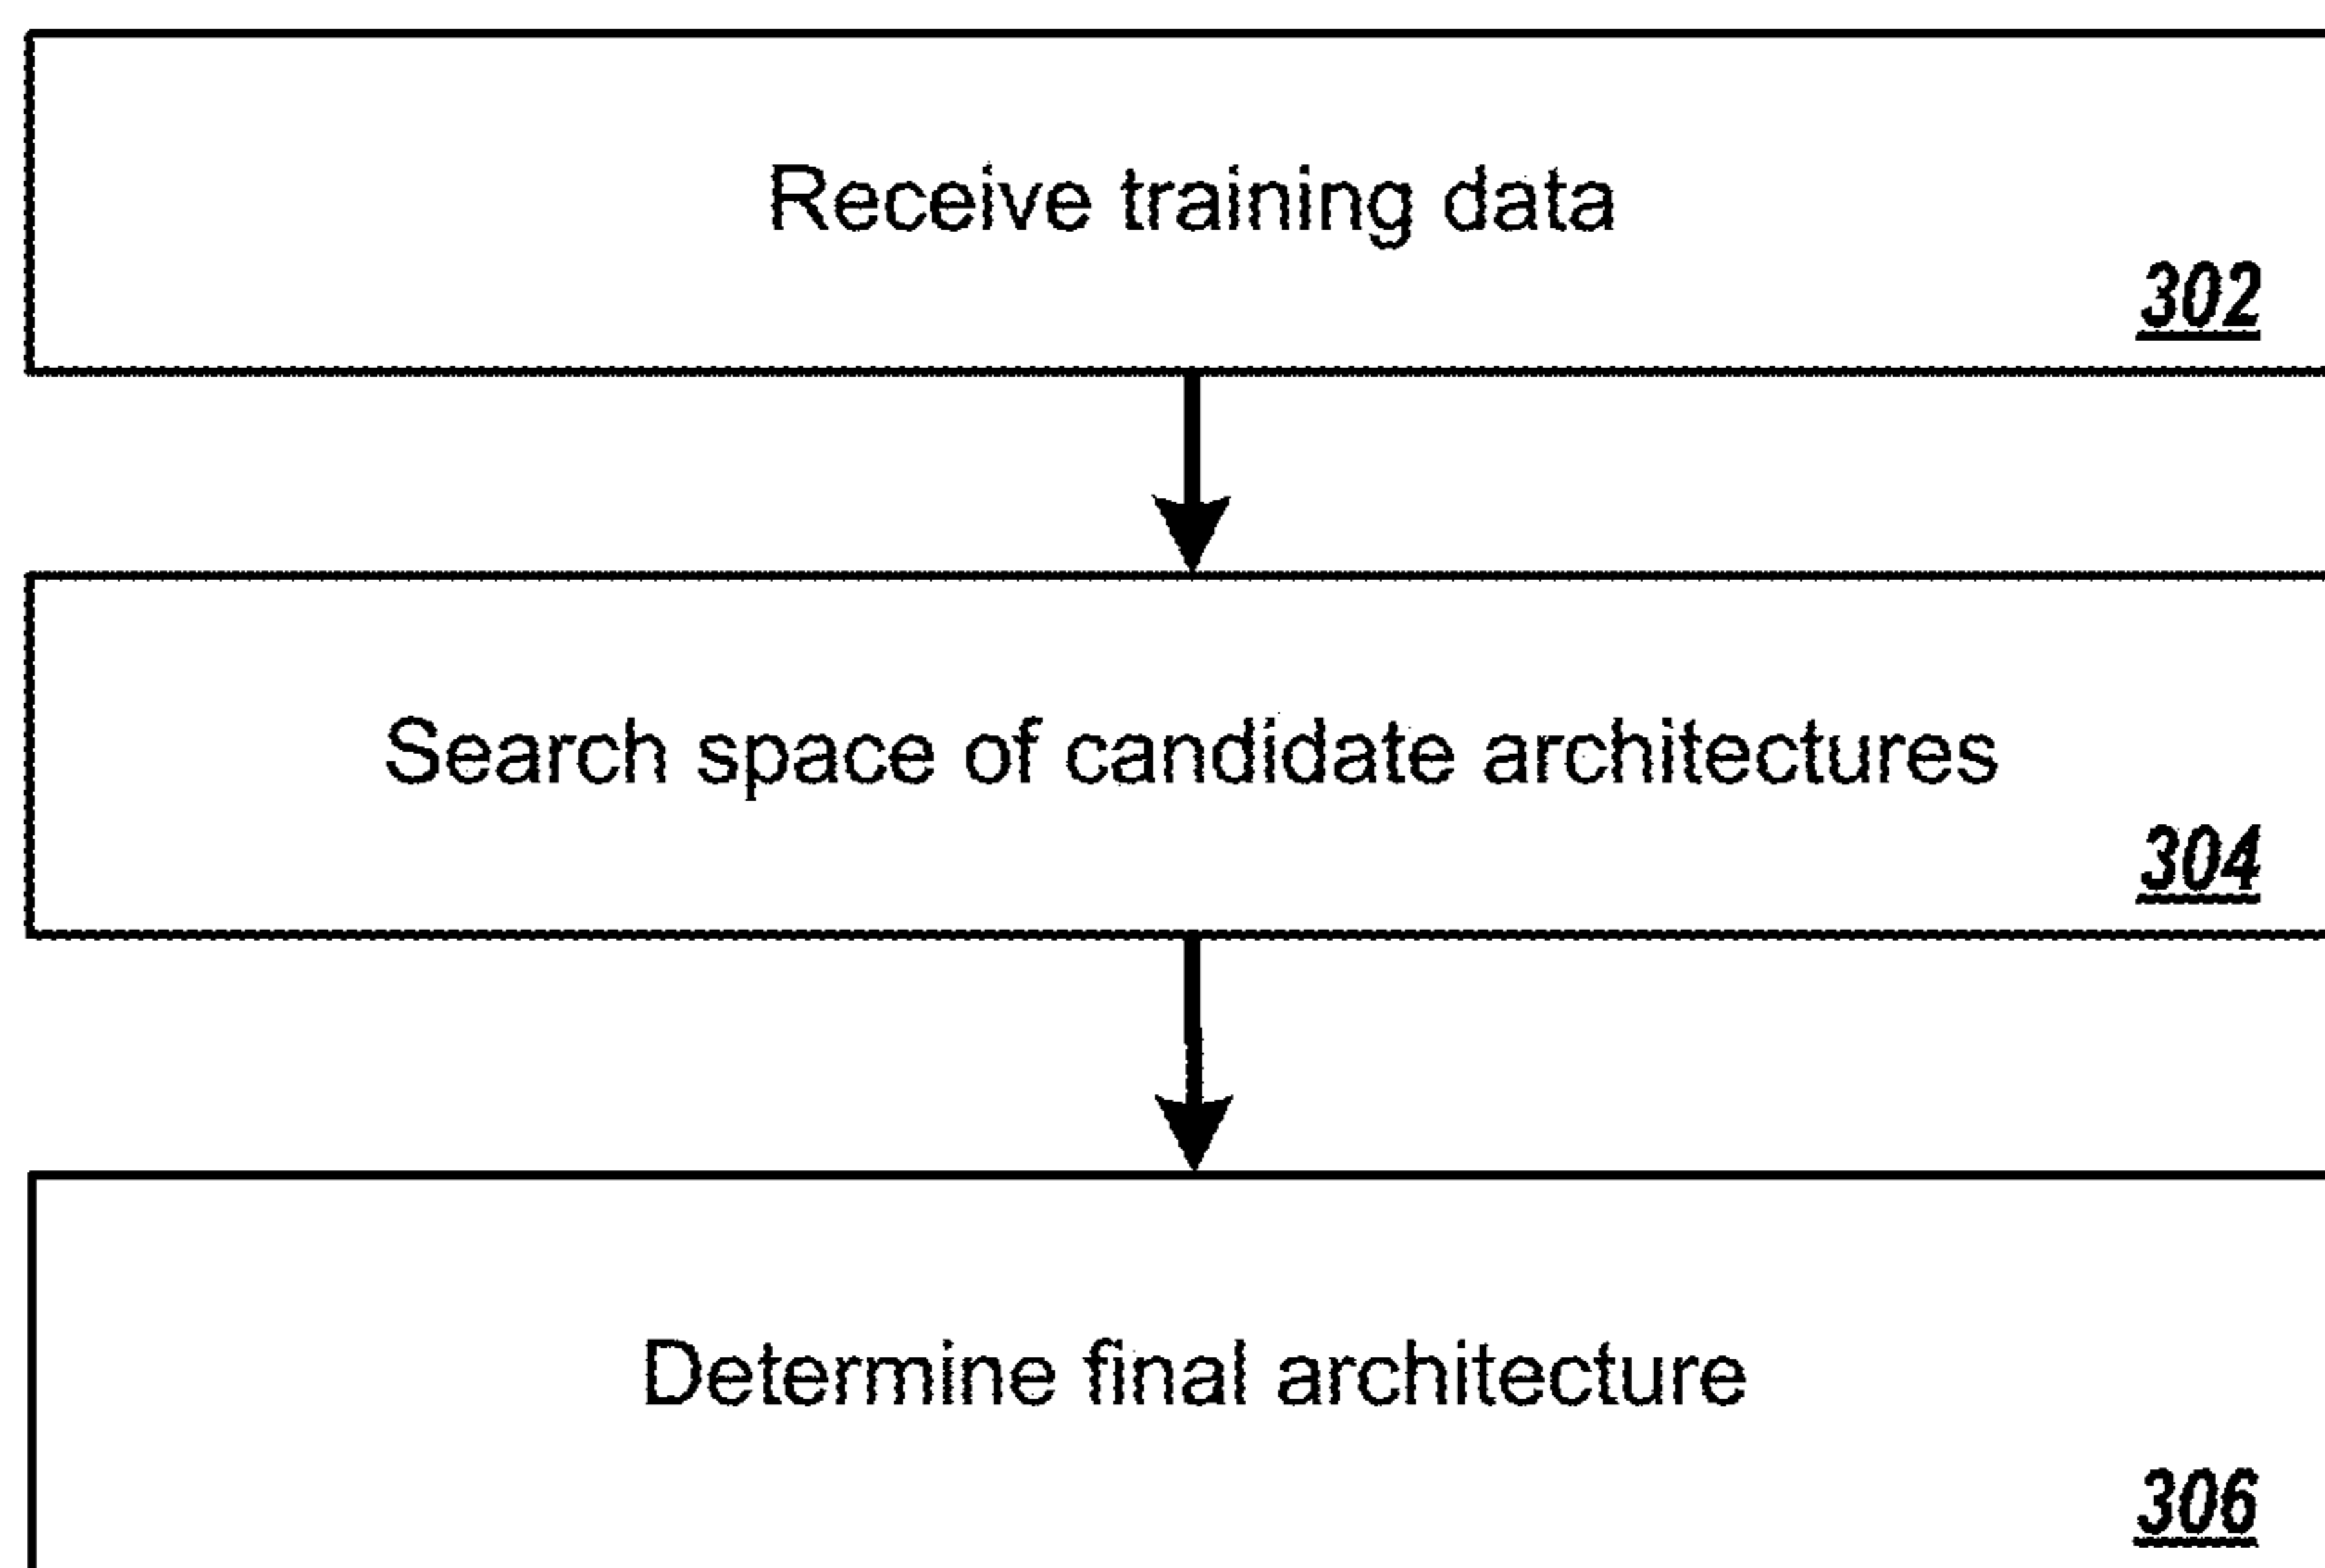 Receive training data
302
Search space of candidate architectures
304
Determine final architecture
306